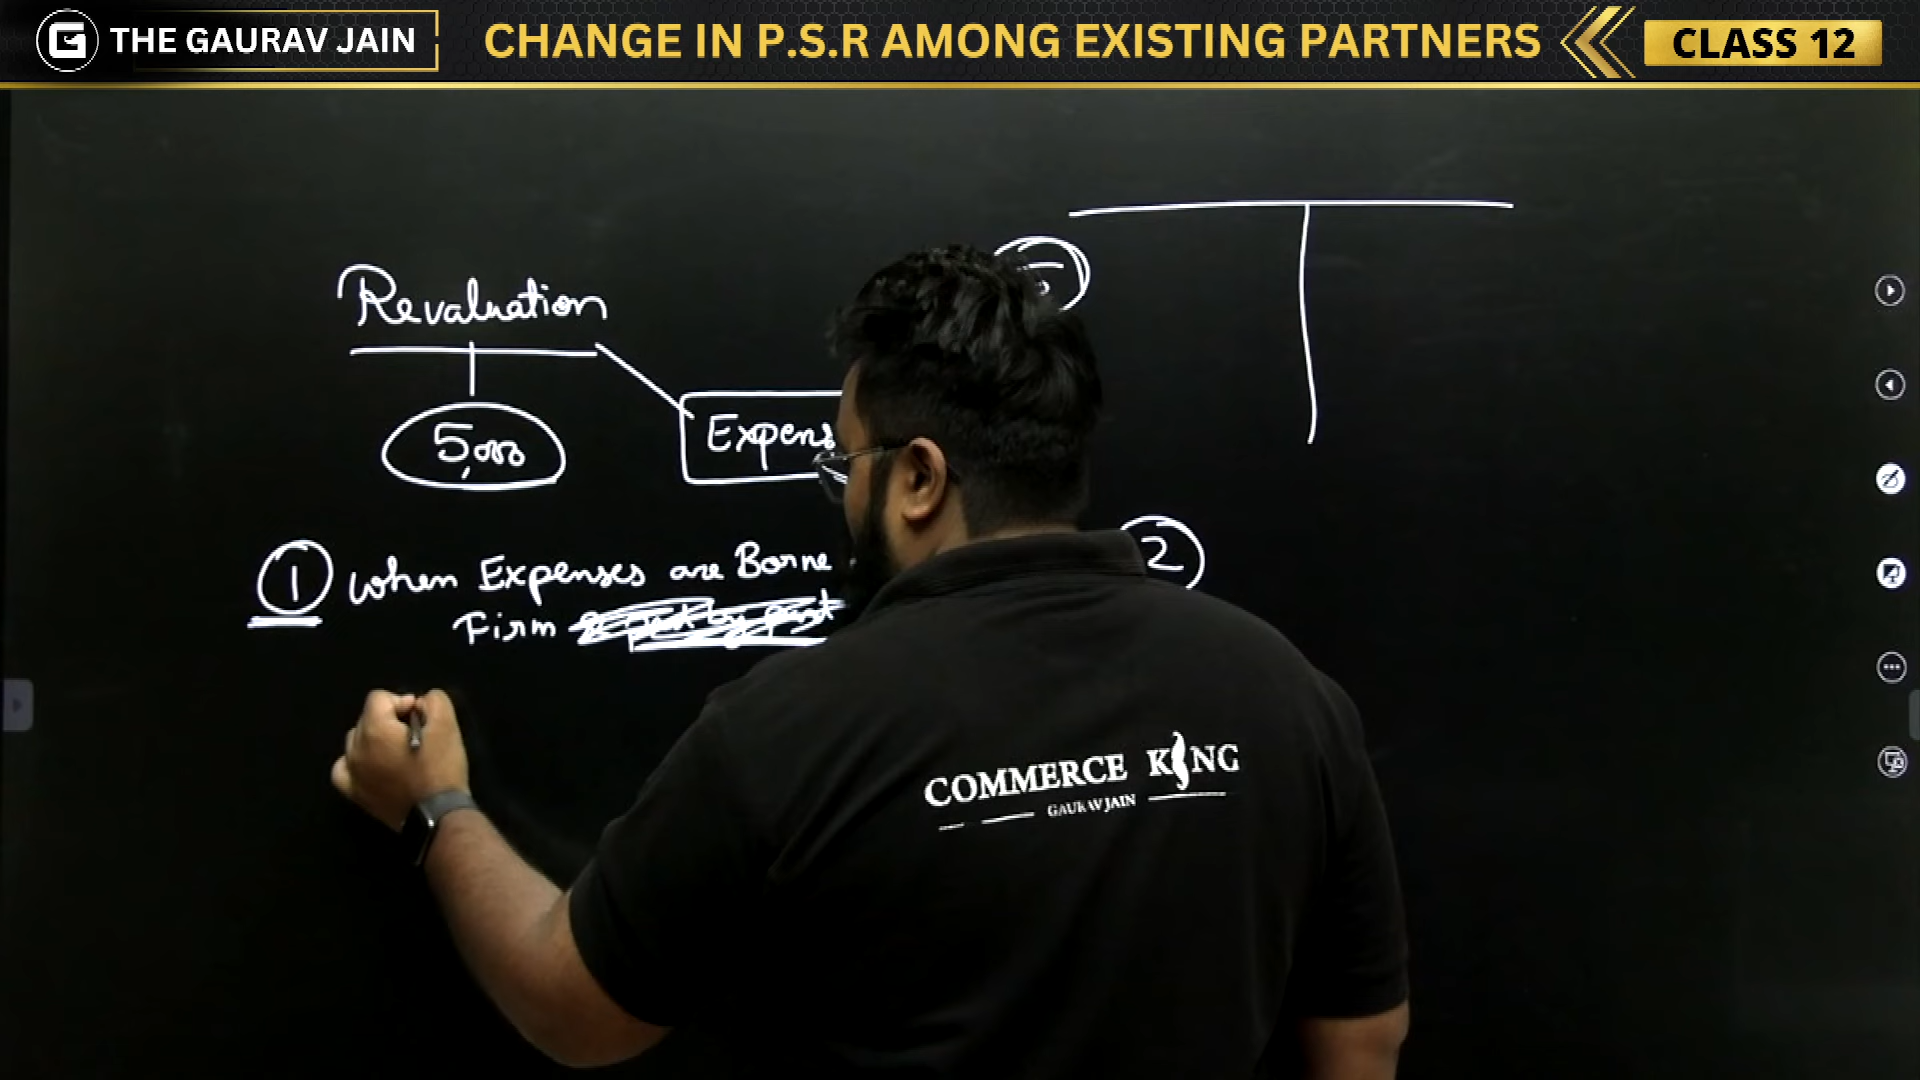 THE GAURAV JAIN
CHANGE IN P.S.R AMONG EXISTING PARTNERS
CLASS 12
Revaluation
5,000
Expens
1 When Expenses are Borne
Firm
2
COMMERCE KING
GAURAV JAIN